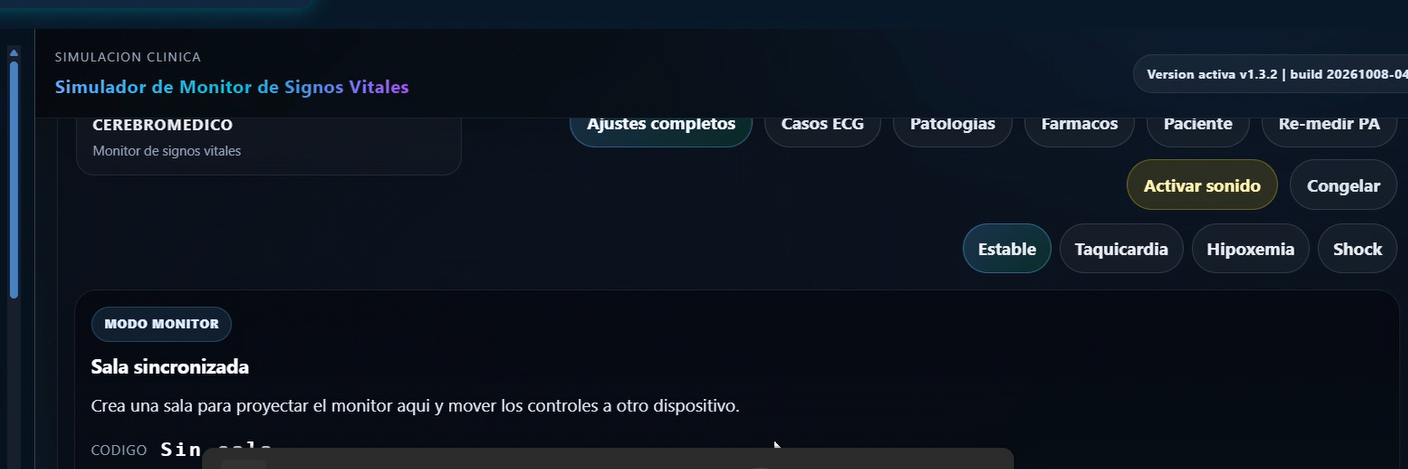 SIMULACION CLINICA
Simulador de Monitor de Signos Vitales
Version activa v1.3.2 | build 20261008-04
CEREBROMEDICO
Monitor de signos vitales
Ajustes completos Casos ECG Patologias Farmacos Paciente Re-medir PA
Activar sonido Congelar
Estable Taquicardia Hipoxemia Shock
MODO MONITOR
Sala sincronizada
Crea una sala para proyectar el monitor aqui y mover los controles a otro dispositivo.
CODIGO Sin